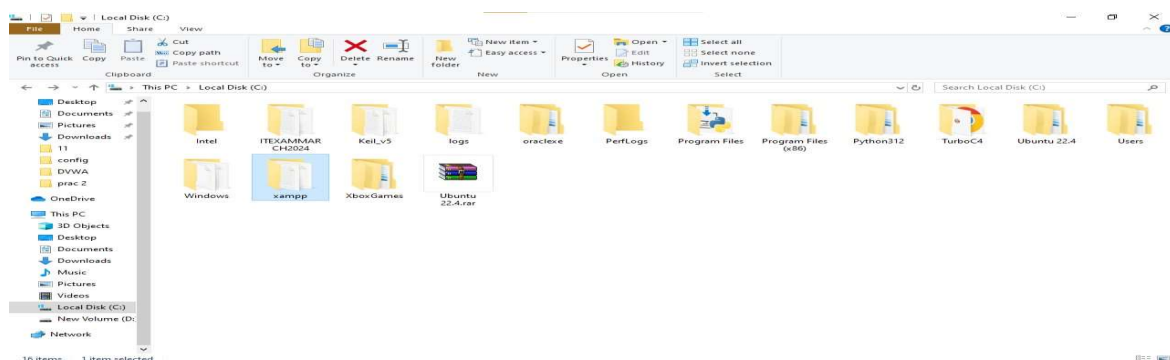 Local Disk (C:)
File Home Share View
Pin to Quick access
Copy
Paste
Cut
Copy path
Paste shortcut
Clipboard
Move to
Copy to
Delete
Rename
Organize
New folder
New item
Easy access
New
Properties
Open
Edit
History
Open
Select all
Select none
Invert selection
Select
This PC > Local Disk (C:)
Search Local Disk (C:)
Desktop
Documents
Pictures
Downloads
11
config
DVWA
prac 2
OneDrive
This PC
3D Objects
Desktop
Documents
Downloads
Music
Pictures
Videos
Local Disk (C:)
New Volume (D:
Network
Intel
ITEXAMMAR
CH2024
Keil_v5
logs
oraclexe
PerfLogs
Program Files
Program Files
(x86)
Python312
TurboC4
Ubuntu 22.4
Users
Windows
xampp
XboxGames
Ubuntu
22.4.rar
16 items 1 item selected